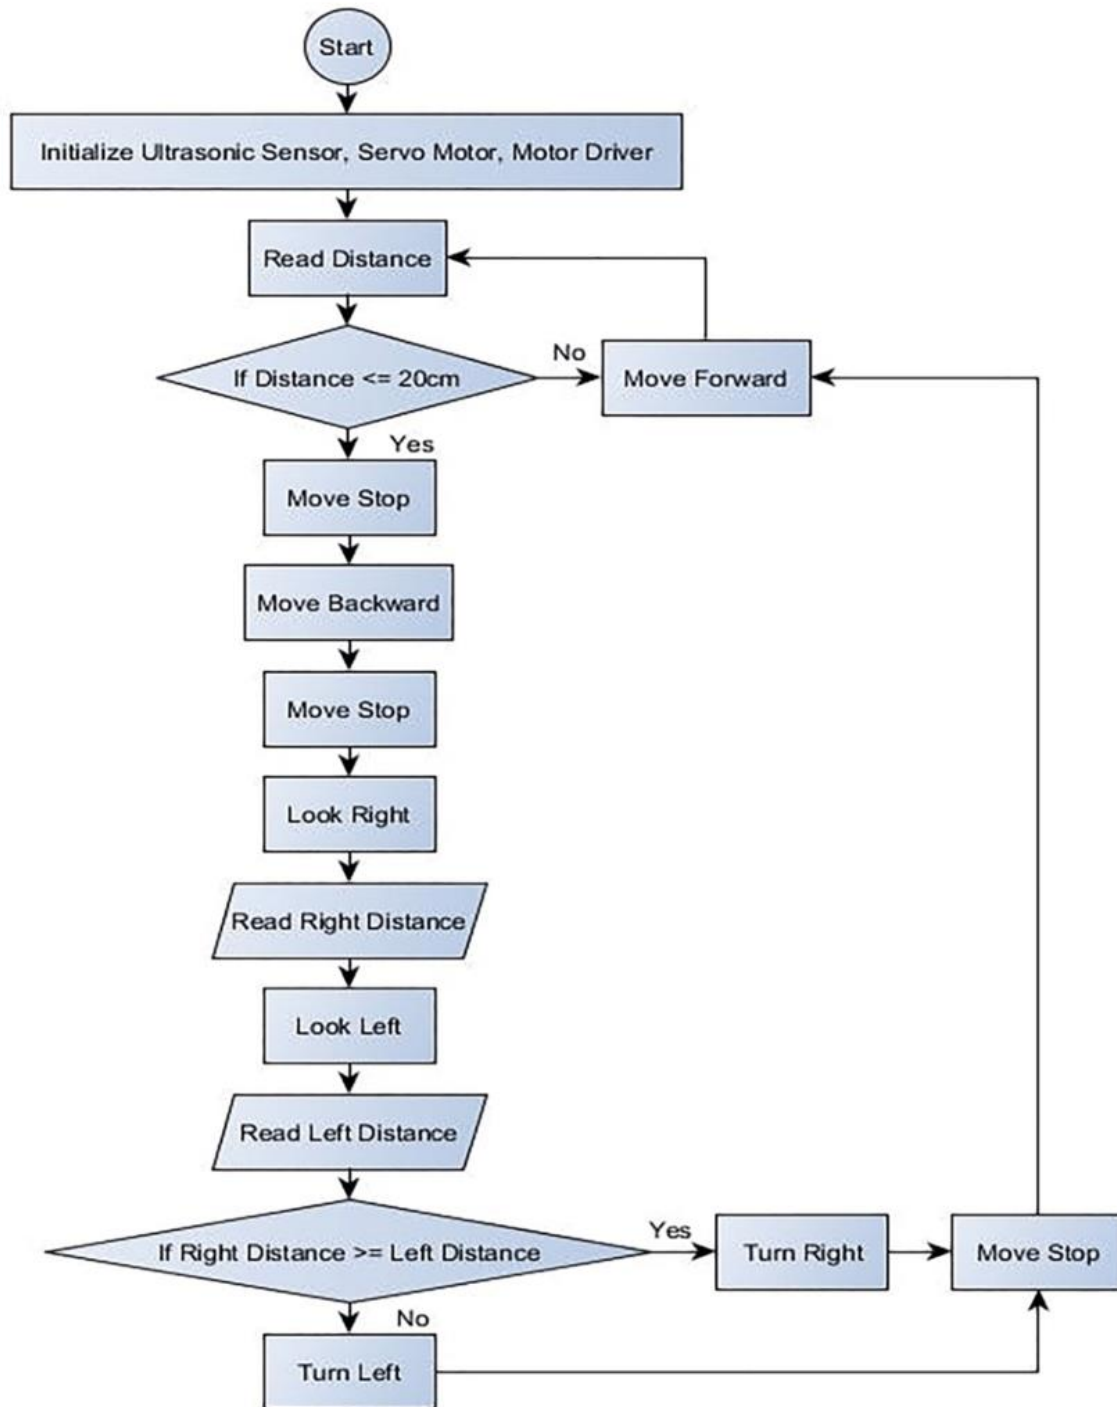 Start
Initialize Ultrasonic Sensor, Servo Motor, Motor Driver
Read Distance
If Distance <= 20cm
No
Move Forward
Yes
Move Stop
Move Backward
Move Stop
Look Right
Read Right Distance
Look Left
Read Left Distance
If Right Distance >= Left Distance
Yes
Turn Right
Move Stop
No
Turn Left